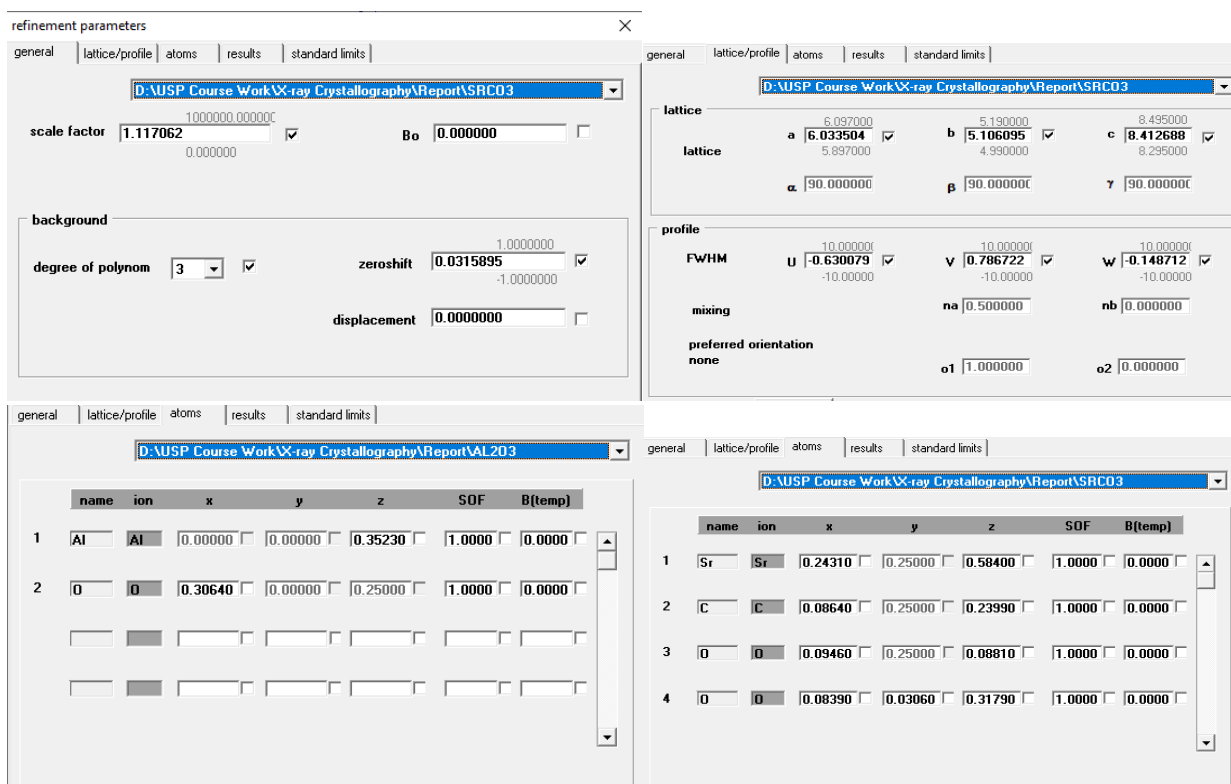 refinement parameters
general lattice/profile atoms results standard limits
D:\USP Course Work\X-ray Crystallography\Report\SRCO3
1000000.00000
scale factor 1.117062 Bo 0.000000
0.000000
background
1.0000000
degree of polynom 3 zeroshift 0.0315895
-1.0000000
displacement 0.0000000
general lattice/profile atoms results standard limits
D:\USP Course Work\X-ray Crystallography\Report\SRCO3
lattice
6.097000 5.190000 8.495000
a 6.033504 b 5.106095 c 8.412688
lattice 5.897000 4.990000 8.295000
α 90.000000 β 90.000000 γ 90.000000
profile
10.00000 10.00000 10.00000
FWHM U -0.630079 V 0.786722 W -0.148712
-10.00000 -10.00000 -10.00000
mixing na 0.500000 nb 0.000000
preferred orientation
none
o1 1.000000 o2 0.000000
general lattice/profile atoms results standard limits
D:\USP Course Work\X-ray Crystallography\Report\AL2O3
name ion x y z SOF B(temp)
1 Al Al 0.00000 0.00000 0.35230 1.0000 0.0000
2 O O 0.30640 0.00000 0.25000 1.0000 0.0000
general lattice/profile atoms results standard limits
D:\USP Course Work\X-ray Crystallography\Report\SRCO3
name ion x y z SOF B(temp)
1 Sr Sr 0.24310 0.25000 0.58400 1.0000 0.0000
2 C C 0.08640 0.25000 0.23990 1.0000 0.0000
3 O O 0.09460 0.25000 0.08810 1.0000 0.0000
4 O O 0.08390 0.03060 0.31790 1.0000 0.0000